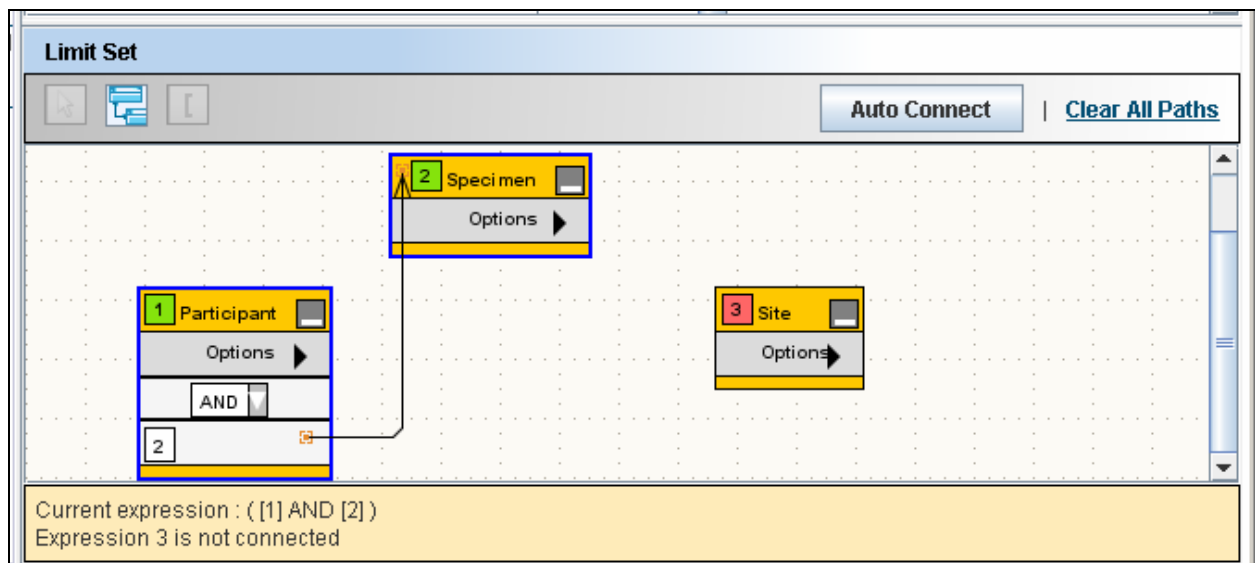 Limit Set
Auto Connect | Clear All Paths
2 Specimen
Options
1 Participant
Options
AND
2
3 Site
Options
Current expression : ( [1] AND [2] )
Expression 3 is not connected